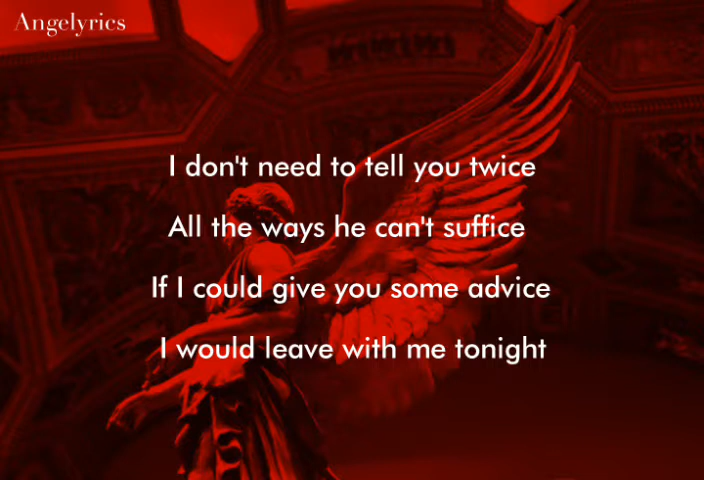 Angelyrics
I don't need to tell you twice
All the ways he can't suffice
If I could give you some advice
I would leave with me tonight